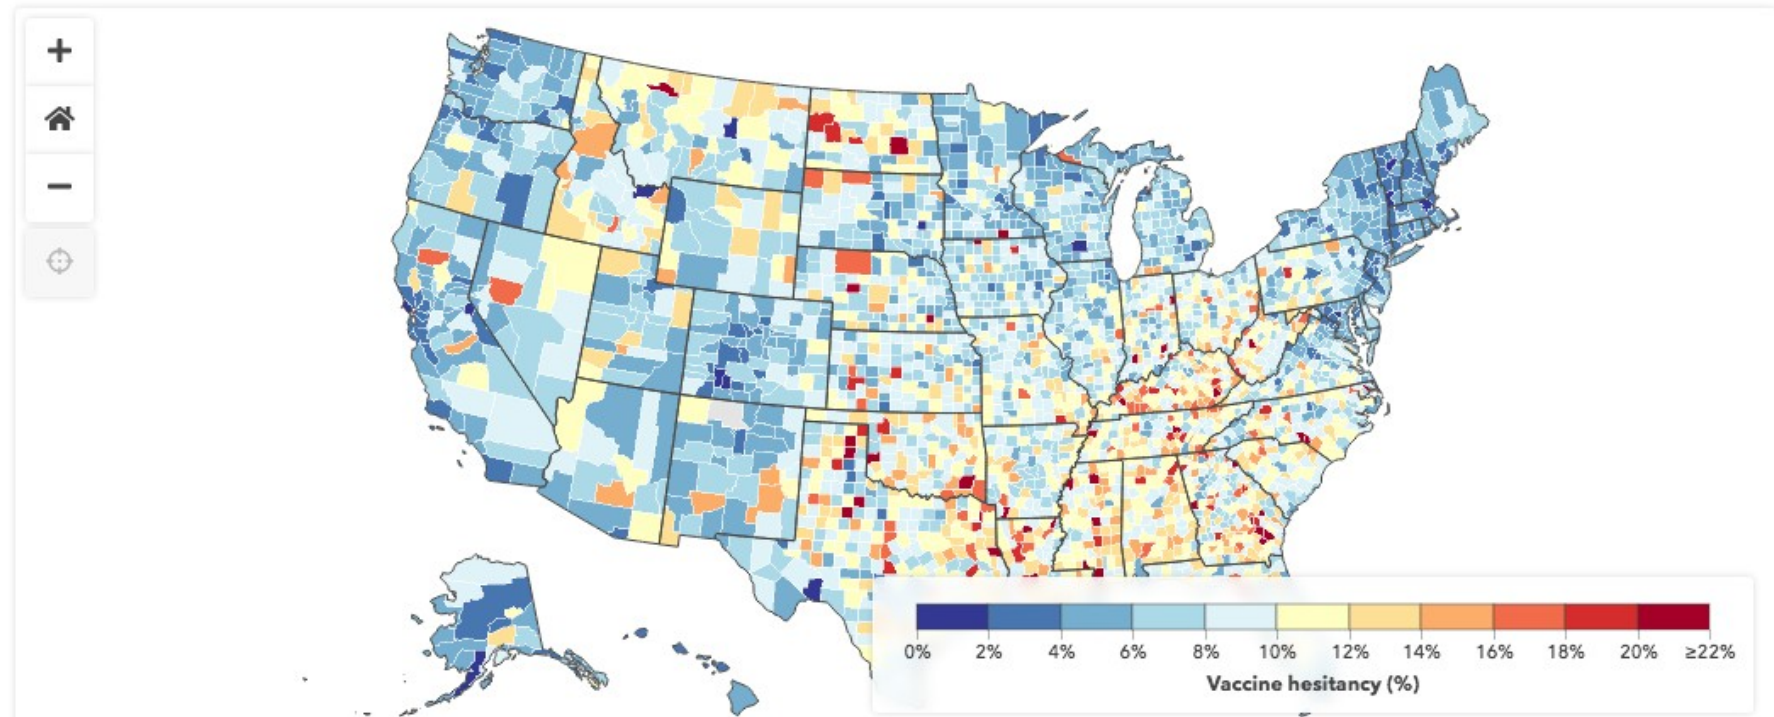 0% 2% 4% 6% 8% 10% 12% 14% 16% 18% 20% ≥22%
Vaccine hesitancy (%)